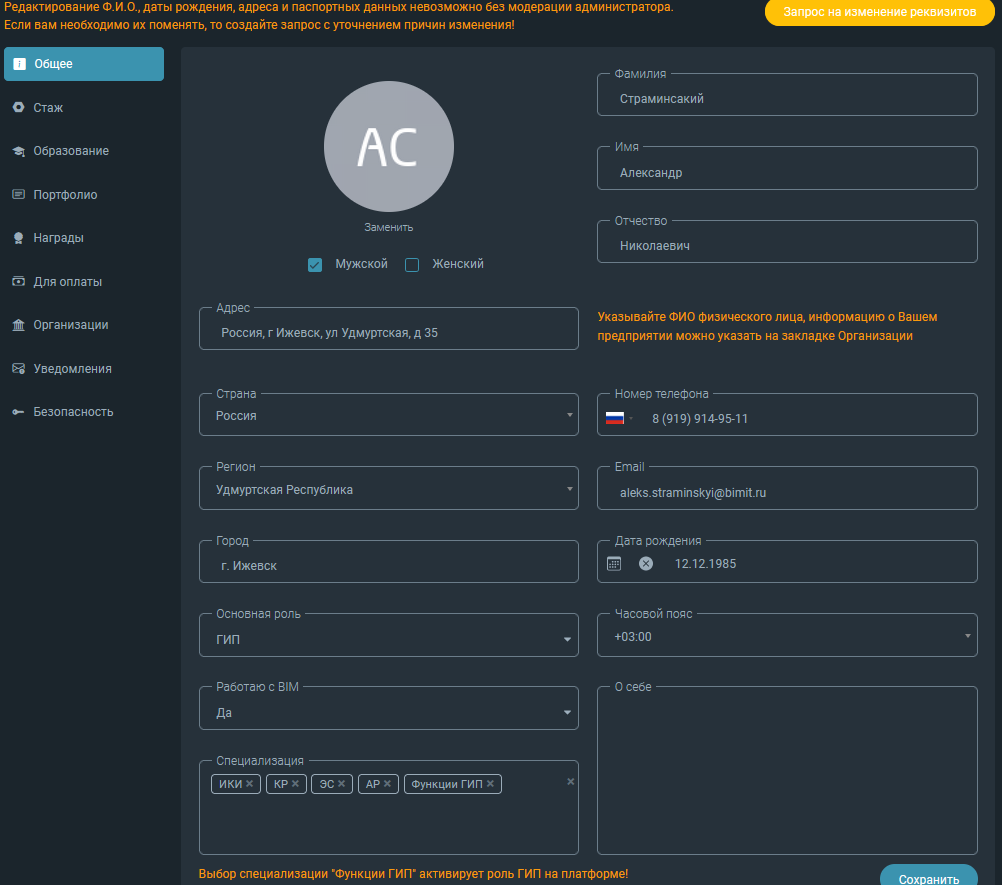 Редактирование Ф.И.О., даты рождения, адреса и паспортных данных невозможно без модерации администратора.
Если вам необходимо их поменять, то создайте запрос с уточнением причин изменения!
Запрос на изменение реквизитов
Общее
Стаж
Образование
Портфолио
Награды
Для оплаты
Организации
Уведомления
Безопасность
АС
Заменить
Мужской
Женский
Фамилия
Страминсакий
Имя
Александр
Отчество
Николаевич
Адрес
Россия, г Ижевск, ул Удмуртская, д 35
Указывайте ФИО физического лица, информацию о Вашем
предприятии можно указать на закладке Организации
Страна
Россия
Номер телефона
8 (919) 914-95-11
Регион
Удмуртская Республика
Email
aleks.straminskyi@bimit.ru
Город
г. Ижевск
Дата рождения
12.12.1985
Основная роль
ГИП
Часовой пояс
+03:00
Работаю с BIM
Да
О себе
Специализация
ИКИ КР ЭС АР Функции ГИП
Выбор специализации "Функции ГИП" активирует роль ГИП на платформе!
Сохранить